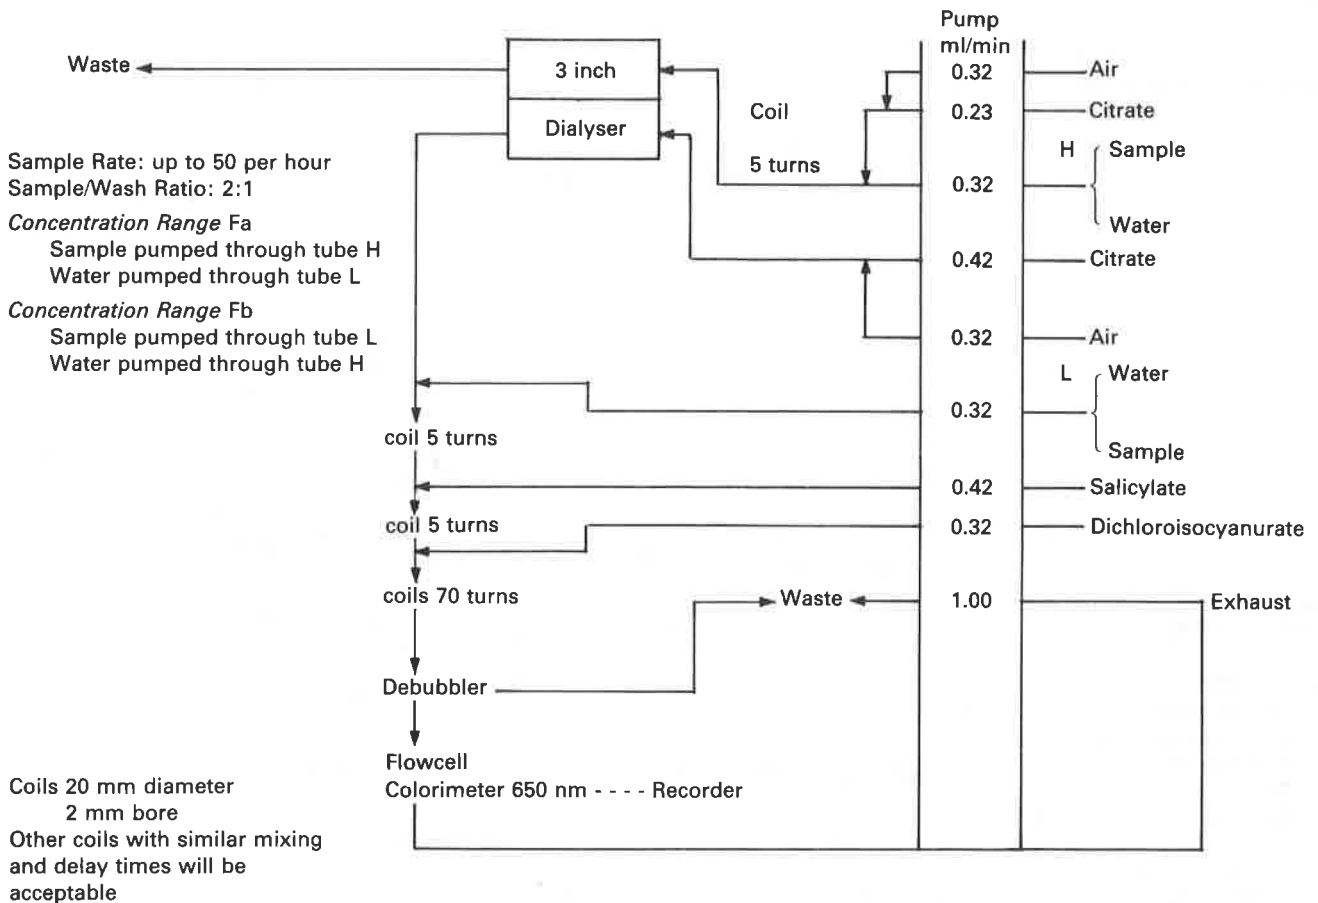 Pump
ml/min
Waste
3 inch
0.32
Air
Coil
0.23
Citrate
Dialyser
H
Sample
Sample Rate: up to 50 per hour
5 turns
0.32
Sample/Wash Ratio: 2:1
Water
Concentration Range Fa
Sample pumped through tube H
0.42
Citrate
Water pumped through tube L
Concentration Range Fb
Sample pumped through tube L
0.32
Air
Water pumped through tube H
L
Water
0.32
coil 5 turns
Sample
0.42
Salicylate
coil 5 turns
0.32
Dichloroisocyanurate
coils 70 turns
Waste
1.00
Exhaust
Debubbler
Flowcell
Colorimeter 650 nm - - - - Recorder
Coils 20 mm diameter
2 mm bore
Other coils with similar mixing
and delay times will be
acceptable